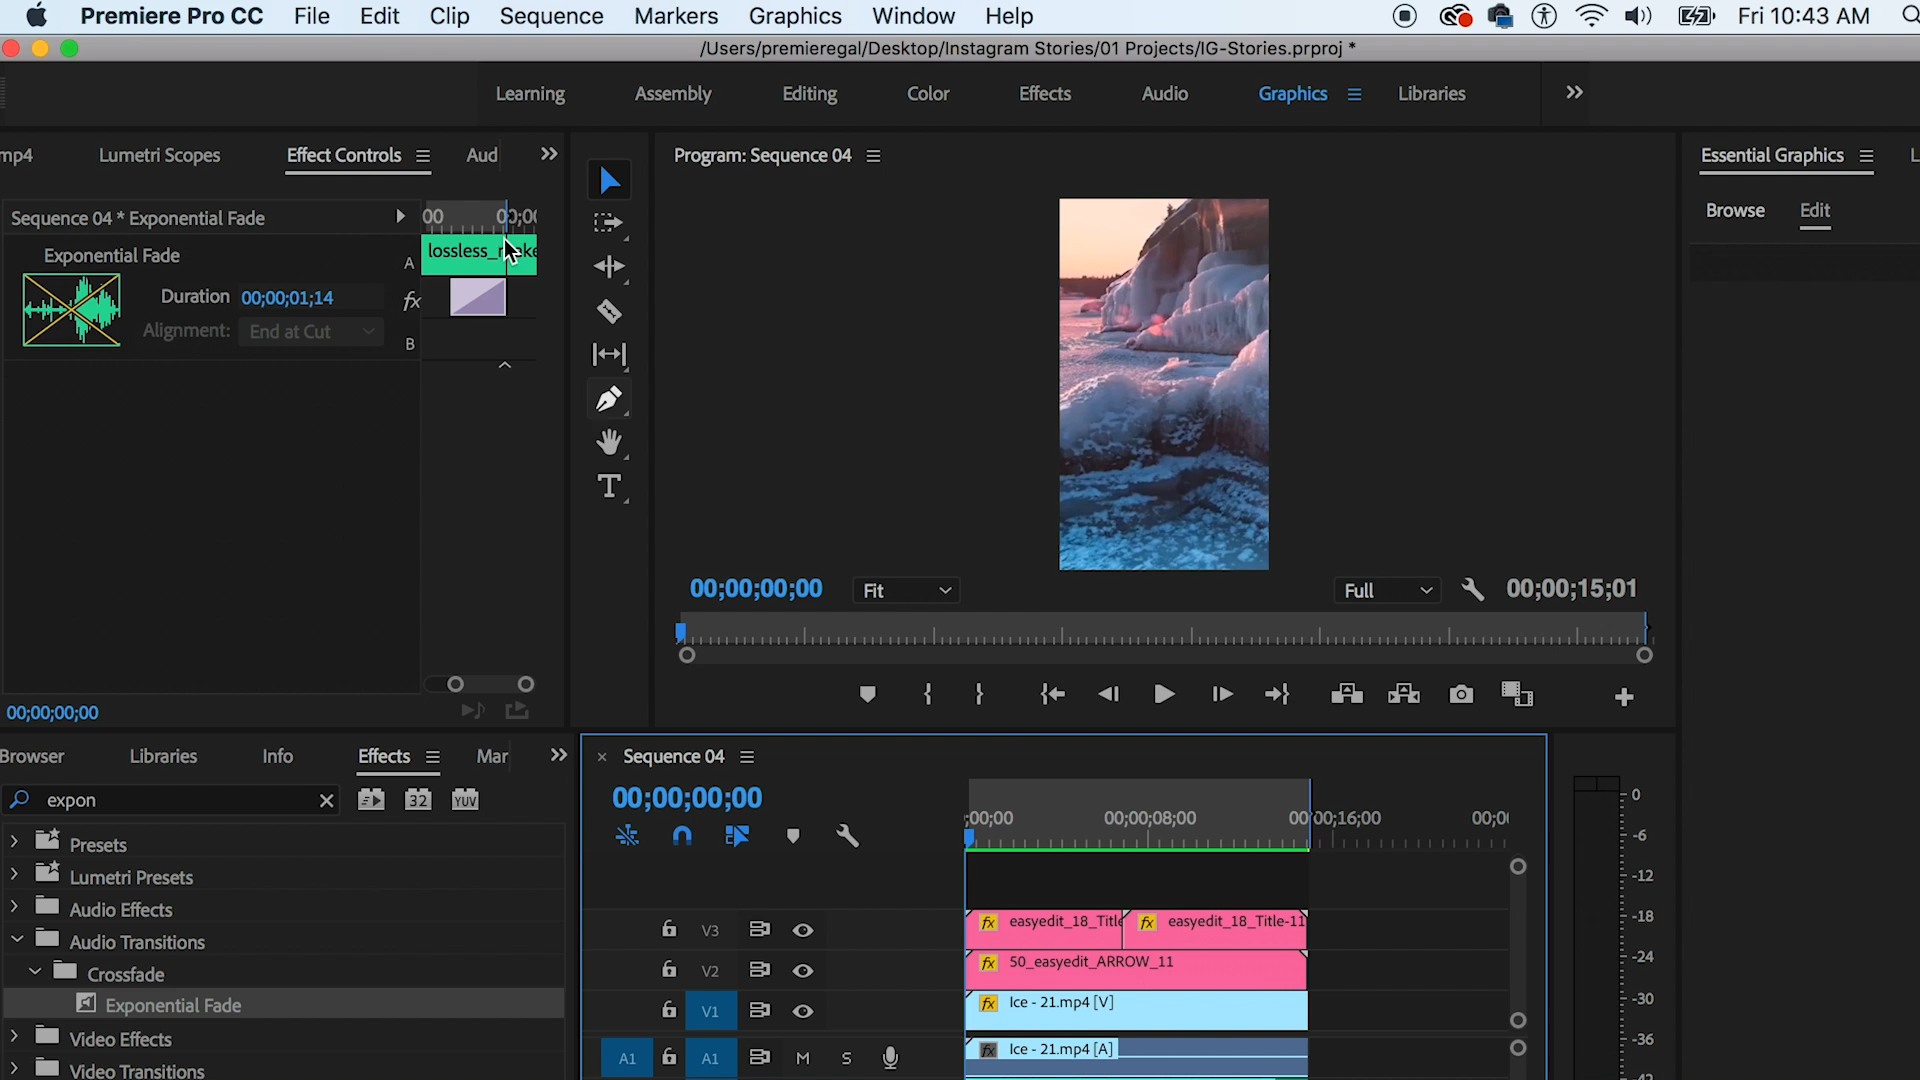 Premiere Pro CC File Edit Clip Sequence Markers Graphics Window Help Fri 10:43 AM
/Users/premieregal/Desktop/Instagram Stories/01 Projects/IG-Stories.prproj *
Learning Assembly Editing Color Effects Audio Graphics Libraries
mp4 Lumetri Scopes Effect Controls Aud
Program: Sequence 04
Essential Graphics
Browse Edit
Sequence 04 * Exponential Fade
Exponential Fade
Duration 00;00;01;14
Alignment: End at Cut
A
fx
B
00;00;00;00
00;00;00;00 Fit Full 00;00;15;01
Browser Libraries Info Effects Mar
expon
32 YUV
Presets
Lumetri Presets
Audio Effects
Audio Transitions
Crossfade
Exponential Fade
Video Effects
Video Transitions
× Sequence 04
00;00;00;00
;00;00 00;00;08;00 00;00;16;00 00;0
V3 fx easyedit_18_Title fx easyedit_18_Title-11
V2 fx 50_easyedit_ARROW_11
V1 fx Ice - 21.mp4 [V]
A1 A1 M S fx Ice - 21.mp4 [A]
0
-6
-12
-18
-24
-30
-36
-42